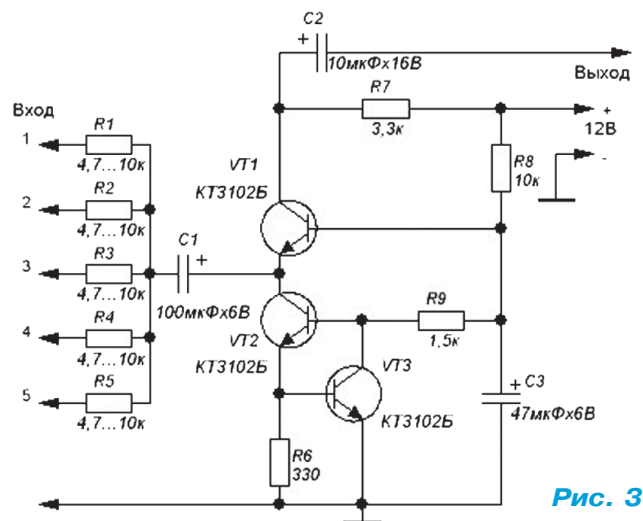 C2
10мкФх16В
Выход
R7
3,3к
+
12В
-
R8
10к
Вход
1
R1
4,7...10к
2
R2
4,7...10к
3
R3
4,7...10к
4
R4
4,7...10к
5
R5
4,7...10к
C1
+
100мкФх6В
VT1
КТ3102Б
VT2
КТ3102Б
VT3
КТ3102Б
R9
1,5к
+
C3
47мкФх6В
R6
330
+
Рис. 3